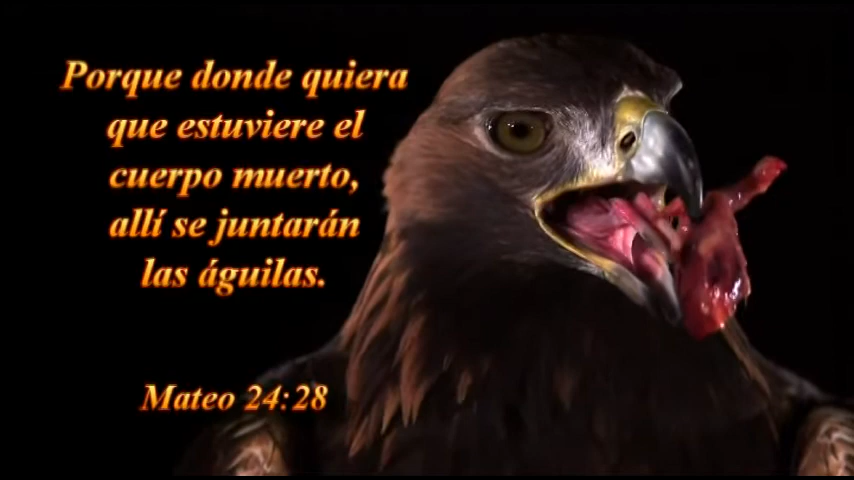 Porque donde quiera
que estuviere el
cuerpo muerto,
allí se juntarán
las águilas.
Mateo 24:28